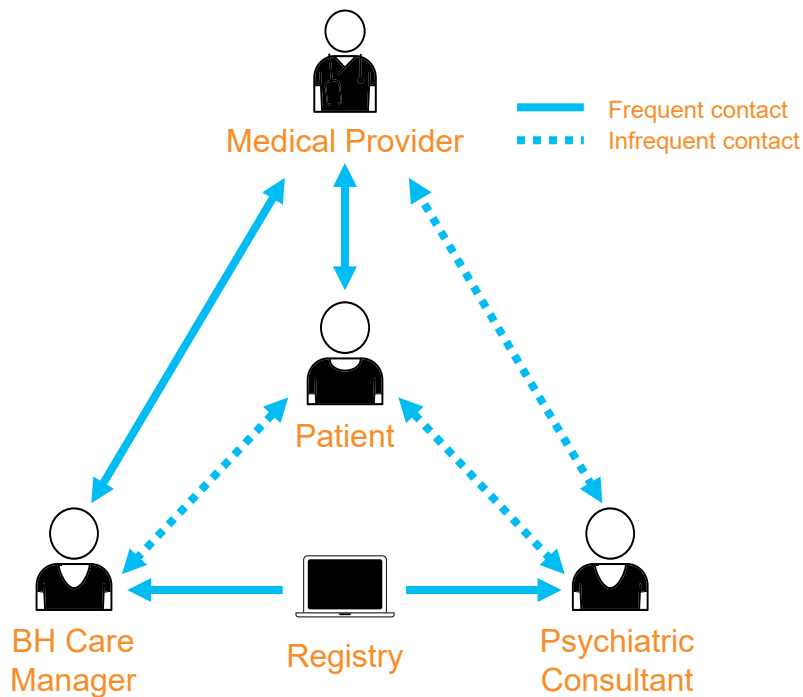 Medical Provider
Frequent contact
Infrequent contact
Patient
BH Care
Manager
Registry
Psychiatric
Consultant